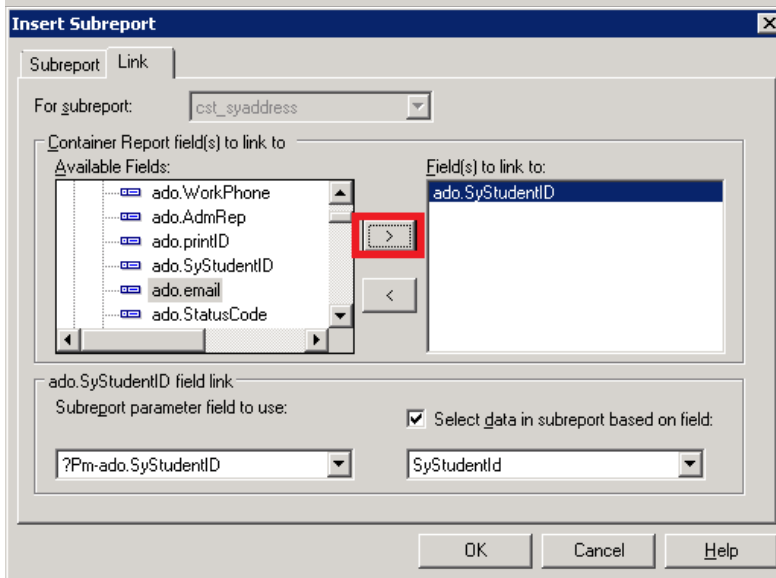 Insert Subreport
Subreport Link
For subreport: cst_syaddress
Container Report field(s) to link to
Available Fields: Field(s) to link to:
ado.WorkPhone ado.SyStudentID
ado.AdmRep
ado.printID >
ado.SyStudentID
ado.email <
ado.StatusCode
ado.SyStudentID field link
Subreport parameter field to use: Select data in subreport based on field:
?Pm-ado.SyStudentID SyStudentId
OK Cancel Help